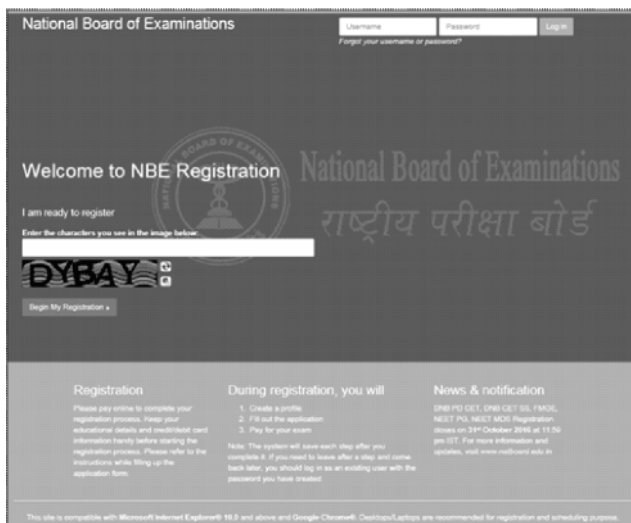 National Board of Examinations
Username Password Log in
Forgot your username or password?
NATIONAL BOARD OF EXAMINATIONS
Welcome to NBE Registration
National Board of Examinations
राष्ट्रीय परीक्षा बोर्ड
I am ready to register
Enter the characters you see in the image below:
DYBAY
Begin My Registration
Registration
Please pay online to complete your
registration process. Keep your
educational details and credit/debit card
information handy before starting the
registration process. Please refer to the
instructions while filling up the
application form.
During registration, you will
1. Create a profile
2. Fill out the application
3. Pay for your exam
Note: The system will save each step after you
complete it. If you need to leave after a step and come
back later, you should log in as an existing user with the
password you have created
News & notification
DNB PD CET, DNB CET SS, FMGE,
NEET PG, NEET MDS Registration
closes on 31st October 2016 at 11:59
pm IST. For more information and
updates, visit www.natboard.edu.in
This site is compatible with Microsoft Internet Explorer® 10.0 and above and Google Chrome®. Desktops/Laptops are recommended for registration and scheduling purpose.